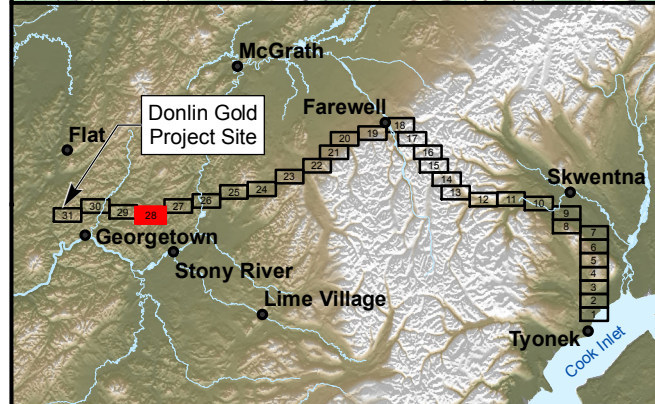 McGrath
Donlin Gold
Project Site
Farewell
Flat
18
19
17
20
16
21
15
22
14
Skwentna
23
13
24
12
11
25
10
26
27
9
28
29
30
31
8
7
Georgetown
6
Stony River
5
4
3
Lime Village
2
1
Tyonek
Cook Inlet